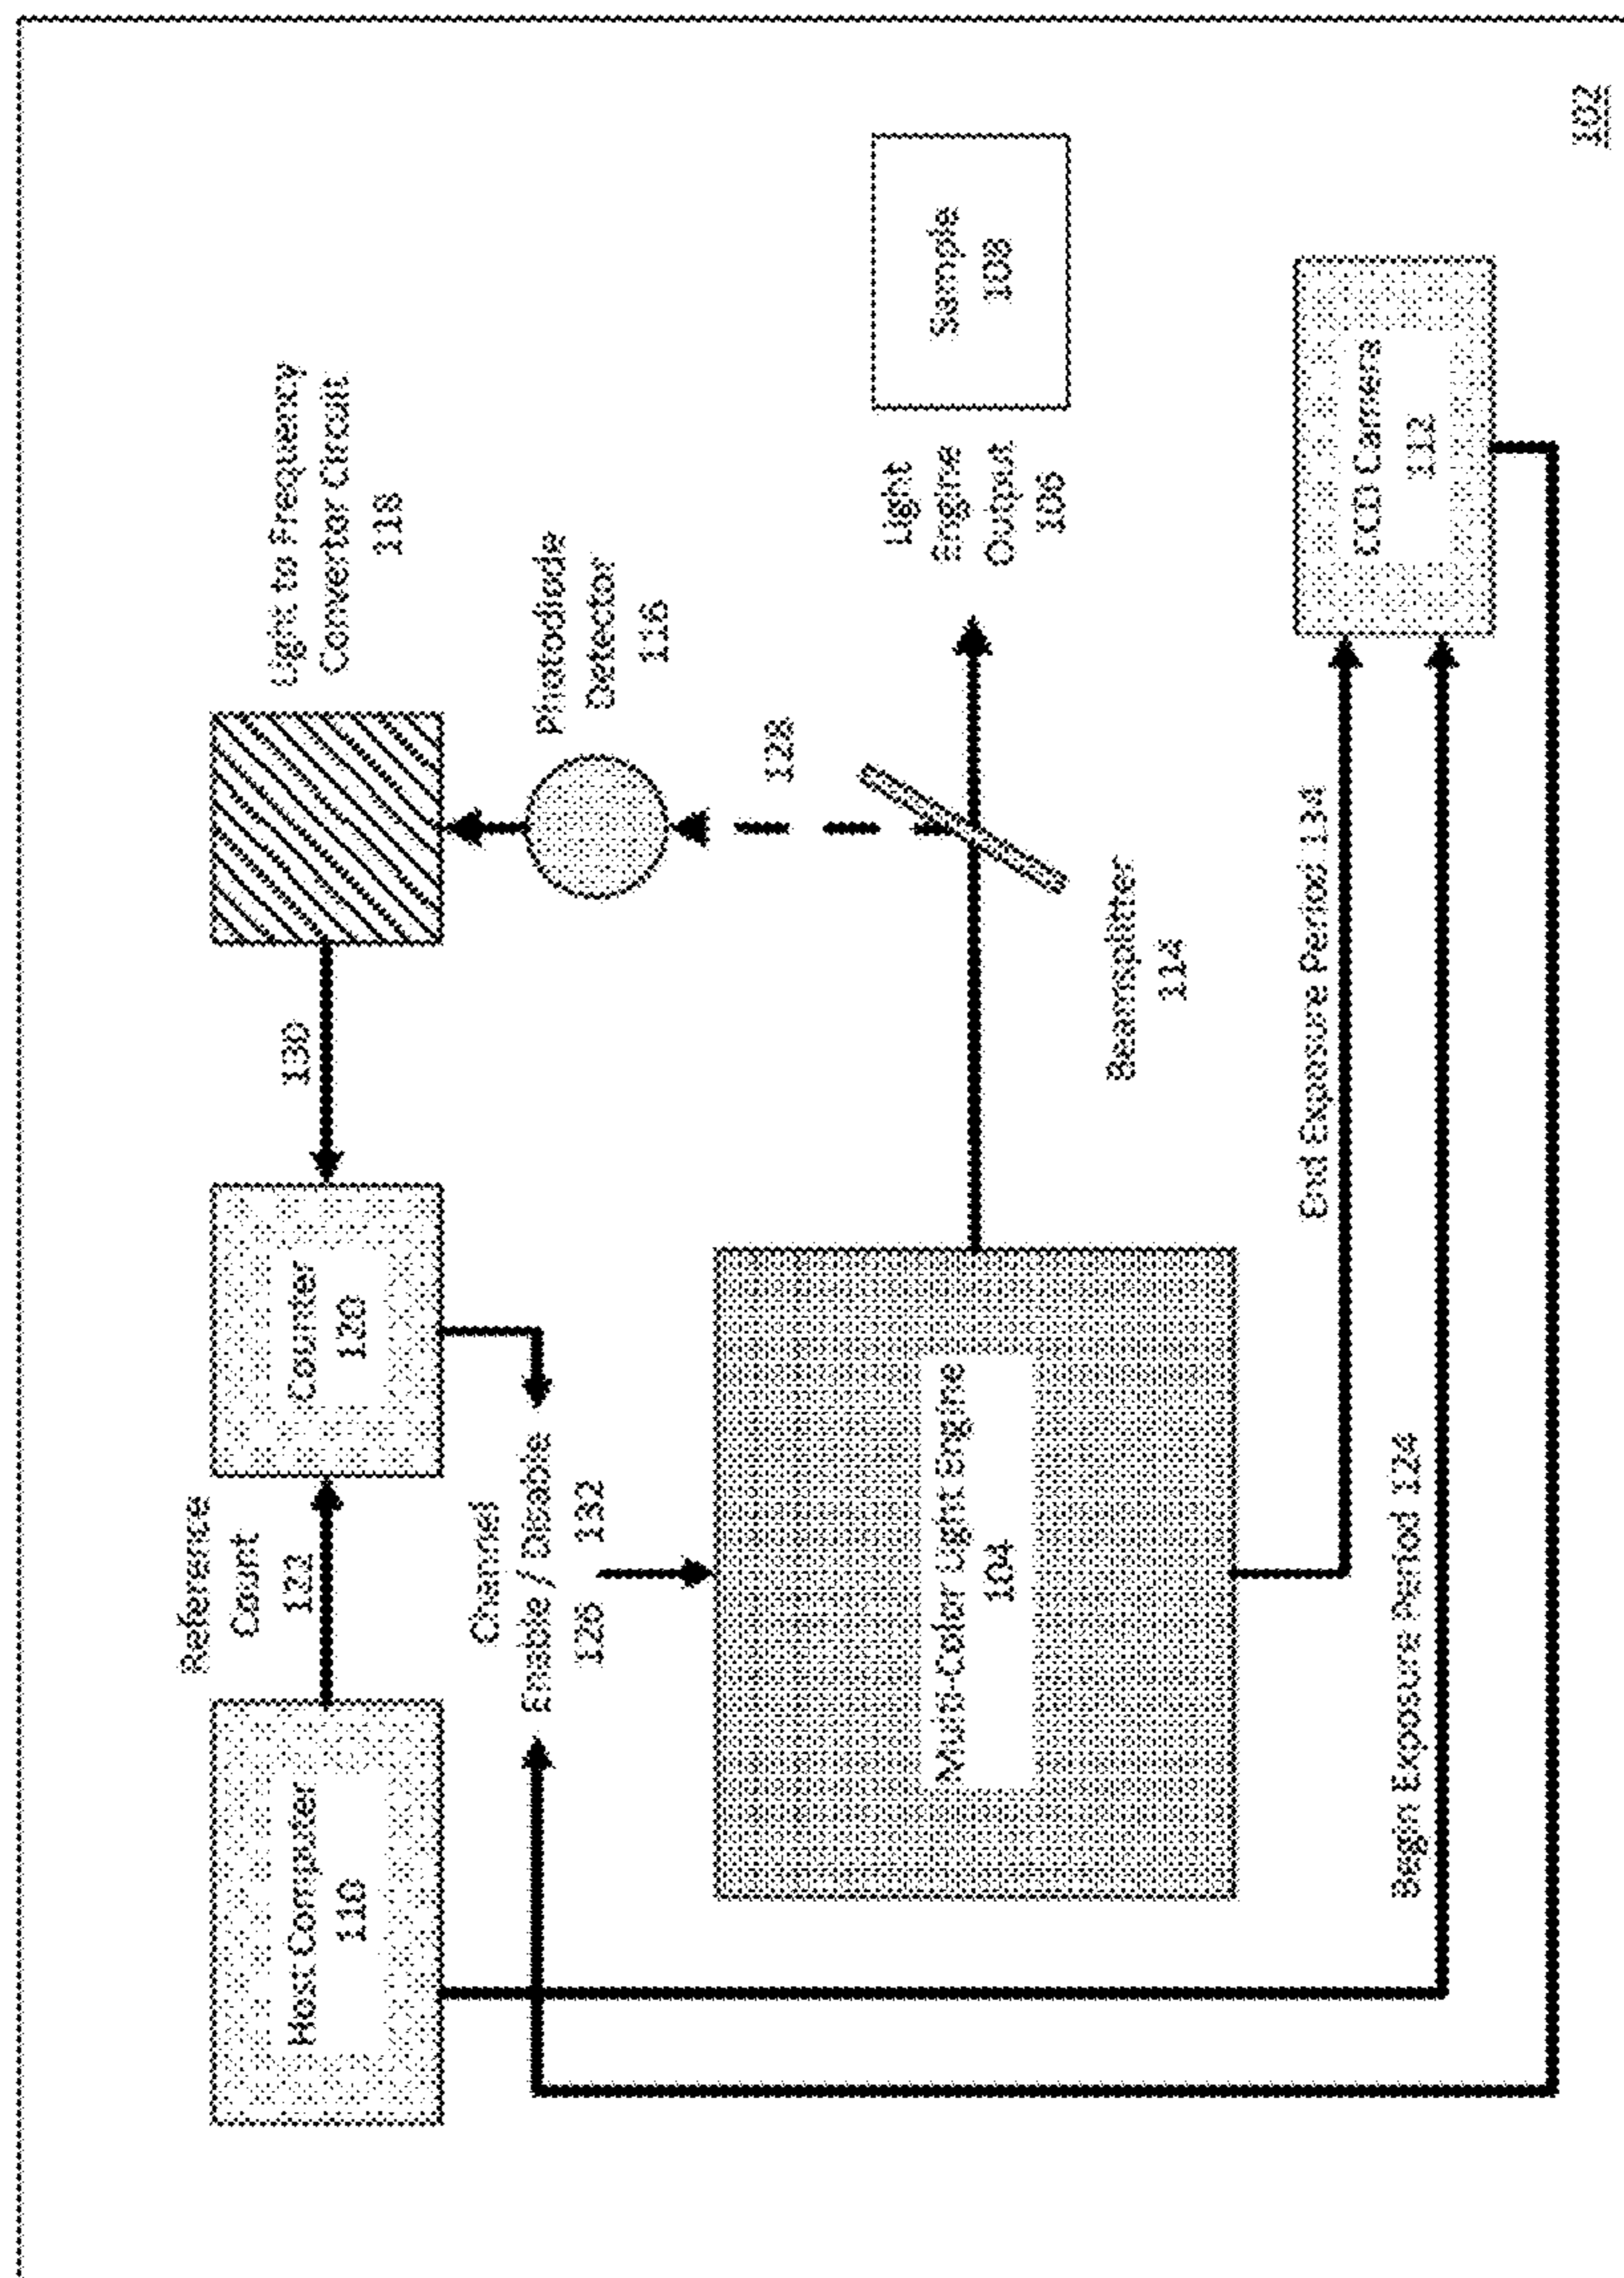 Reference
Count
122
130
Light to Frequency
Convertor Circuit
118
Host Computer
110
Counter
120
Channel
Enable / Disable
126 132
Photodiode
Detector
116
128
Multi-Color Light Engine
104
Light
Engine
Output
106
Sample
108
Beamsplitter
114
End Exposure Period 134
Begin Exposure Period 124
CCD Camera
112
102